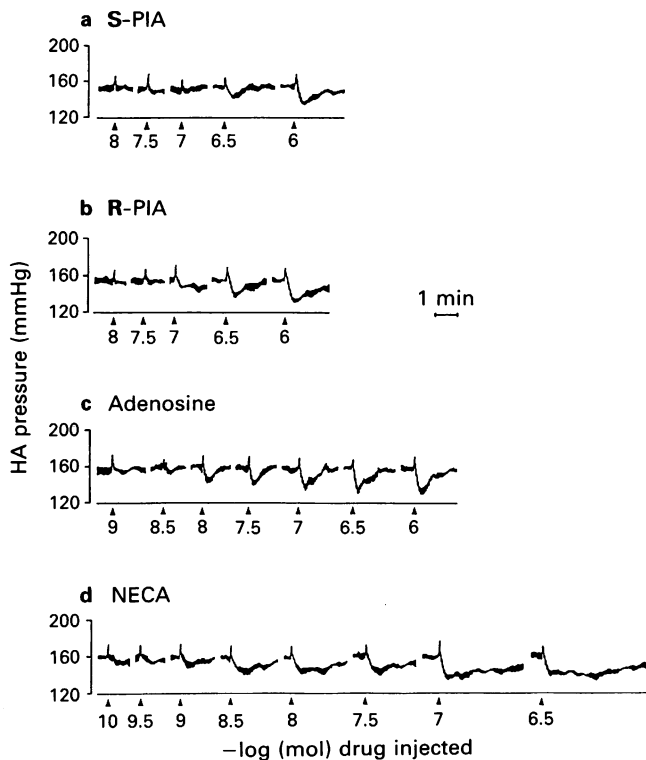 a S-PIA
200
160
120
8 7.5 7 6.5 6
b R-PIA
200
160
120
8 7.5 7 6.5 6
1 min
HA pressure (mmHg)
c Adenosine
200
160
120
9 8.5 8 7.5 7 6.5 6
d NECA
200
160
120
10 9.5 9 8.5 8 7.5 7 6.5
−log (mol) drug injected